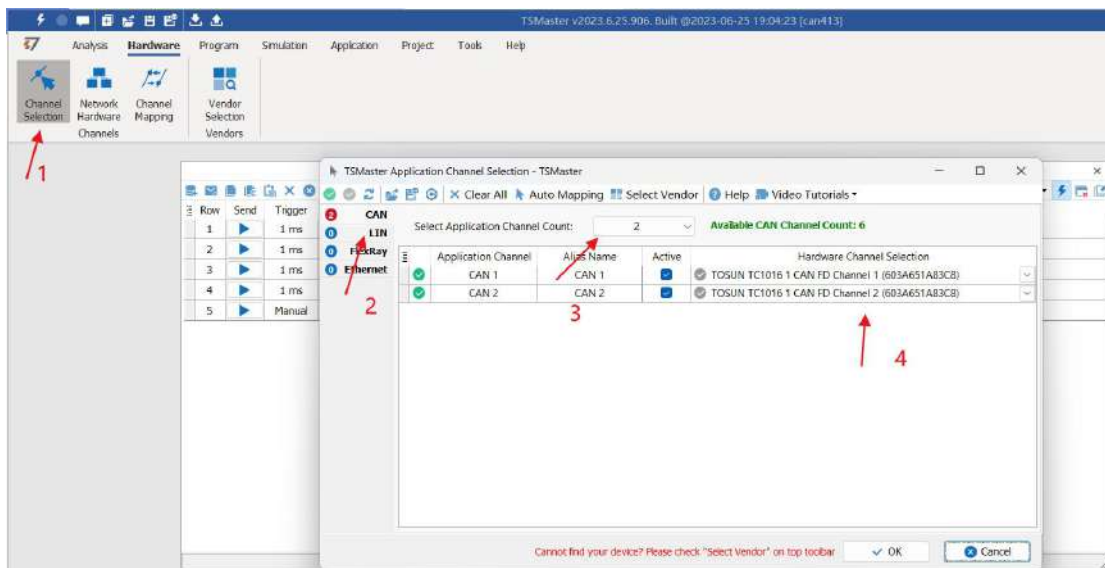 TSMaster v2023.6.25.906. Built @2023-06-25 19:04:23 [can413]
Analysis Hardware Program Simulation Application Project Tools Help
Channel Selection
Network Hardware
Channel Mapping
Channels
Vendor Selection
Vendors
1
TSMaster Application Channel Selection - TSMaster
Clear All Auto Mapping Select Vendor Help Video Tutorials
Row Send Trigger
1 1 ms
2 1 ms
3 1 ms
4 1 ms
5 Manual
2 CAN
0 LIN
0 FlexRay
0 Ethernet
2
Select Application Channel Count: 2 Available CAN Channel Count: 6
Application Channel Alias Name Active Hardware Channel Selection
CAN 1 CAN 1 TOSUN TC1016 1 CAN FD Channel 1 (603A651A83C8)
CAN 2 CAN 2 TOSUN TC1016 1 CAN FD Channel 2 (603A651A83C8)
3
4
Cannot find your device? Please check "Select Vendor" on top toolbar OK Cancel